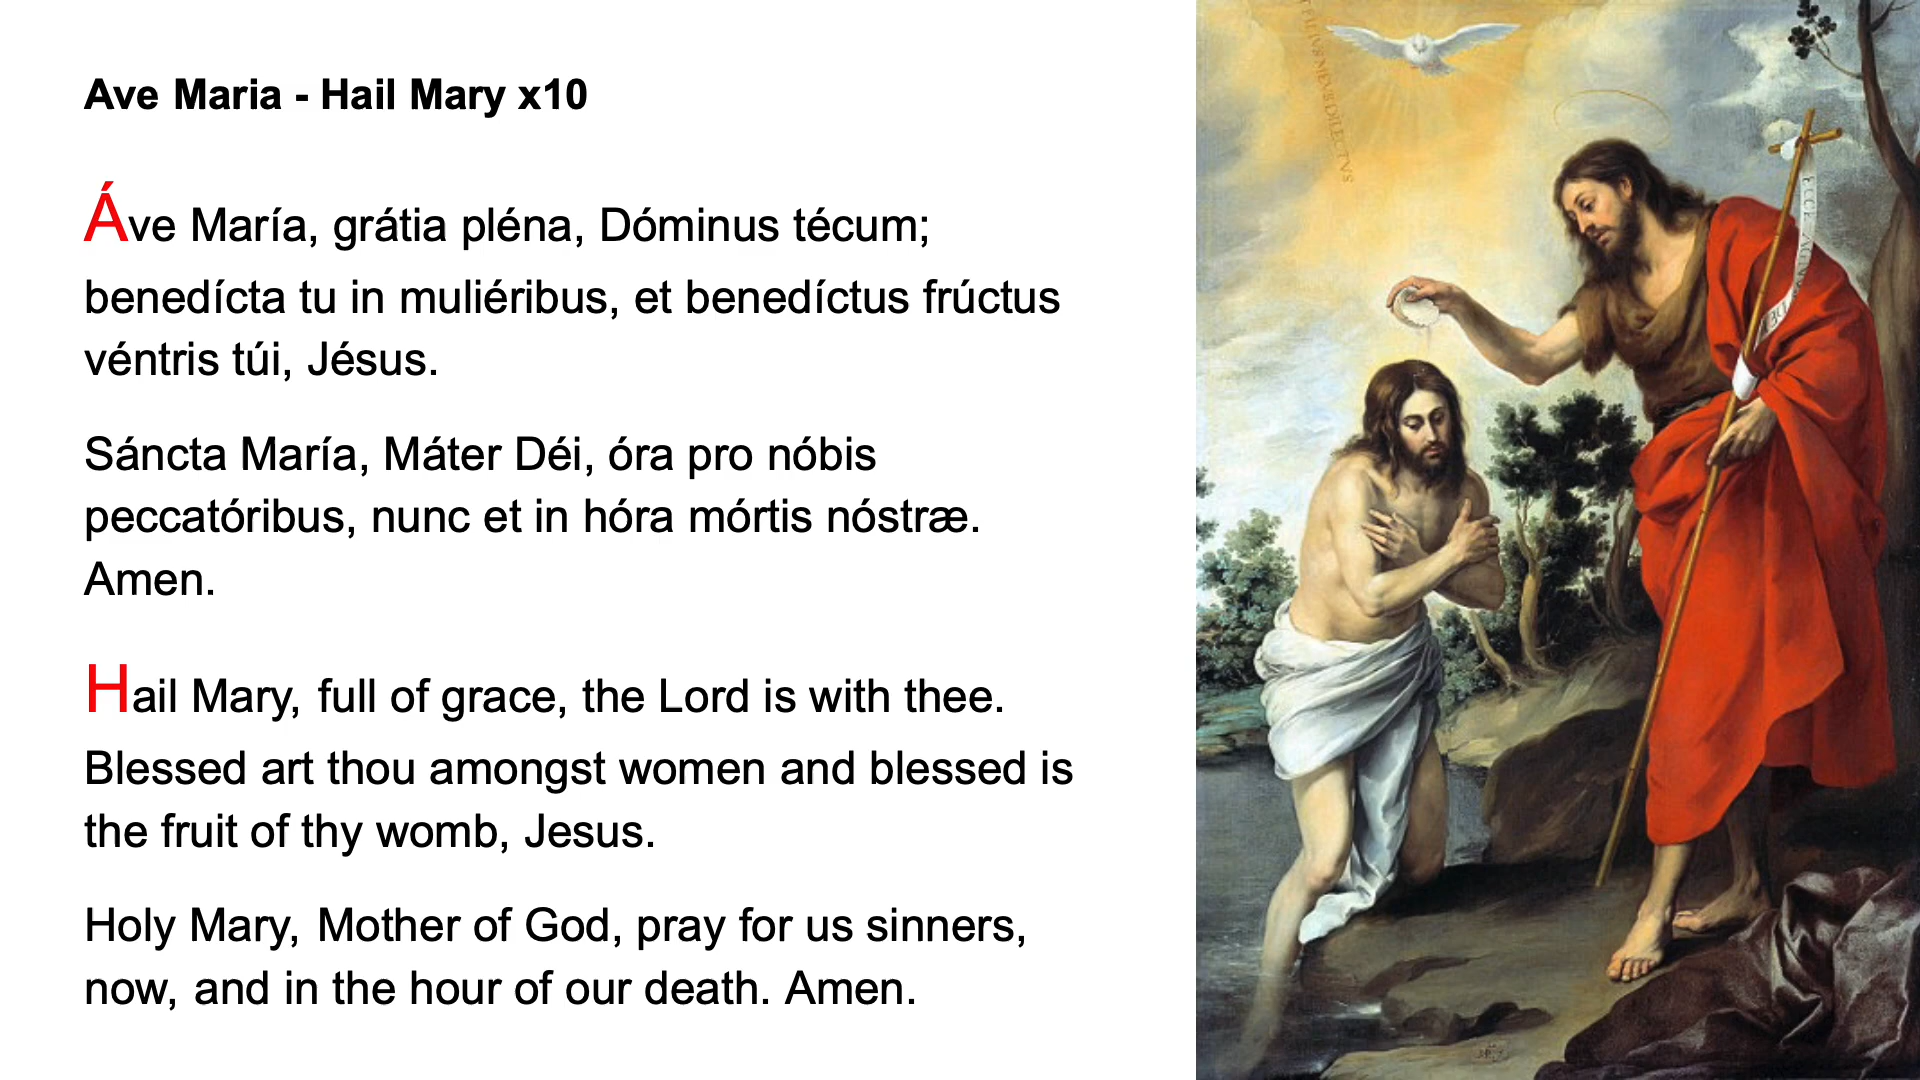 Ave Maria - Hail Mary x10
Áve María, grátia pléna, Dóminus técum;
benedícta tu in muliéribus, et benedíctus frúctus
véntris túi, Jésus.
Sáncta María, Máter Déi, óra pro nóbis
peccatóribus, nunc et in hóra mórtis nóstræ.
Amen.
Hail Mary, full of grace, the Lord is with thee.
Blessed art thou amongst women and blessed is
the fruit of thy womb, Jesus.
Holy Mary, Mother of God, pray for us sinners,
now, and in the hour of our death. Amen.
DILECTVS
ECCE